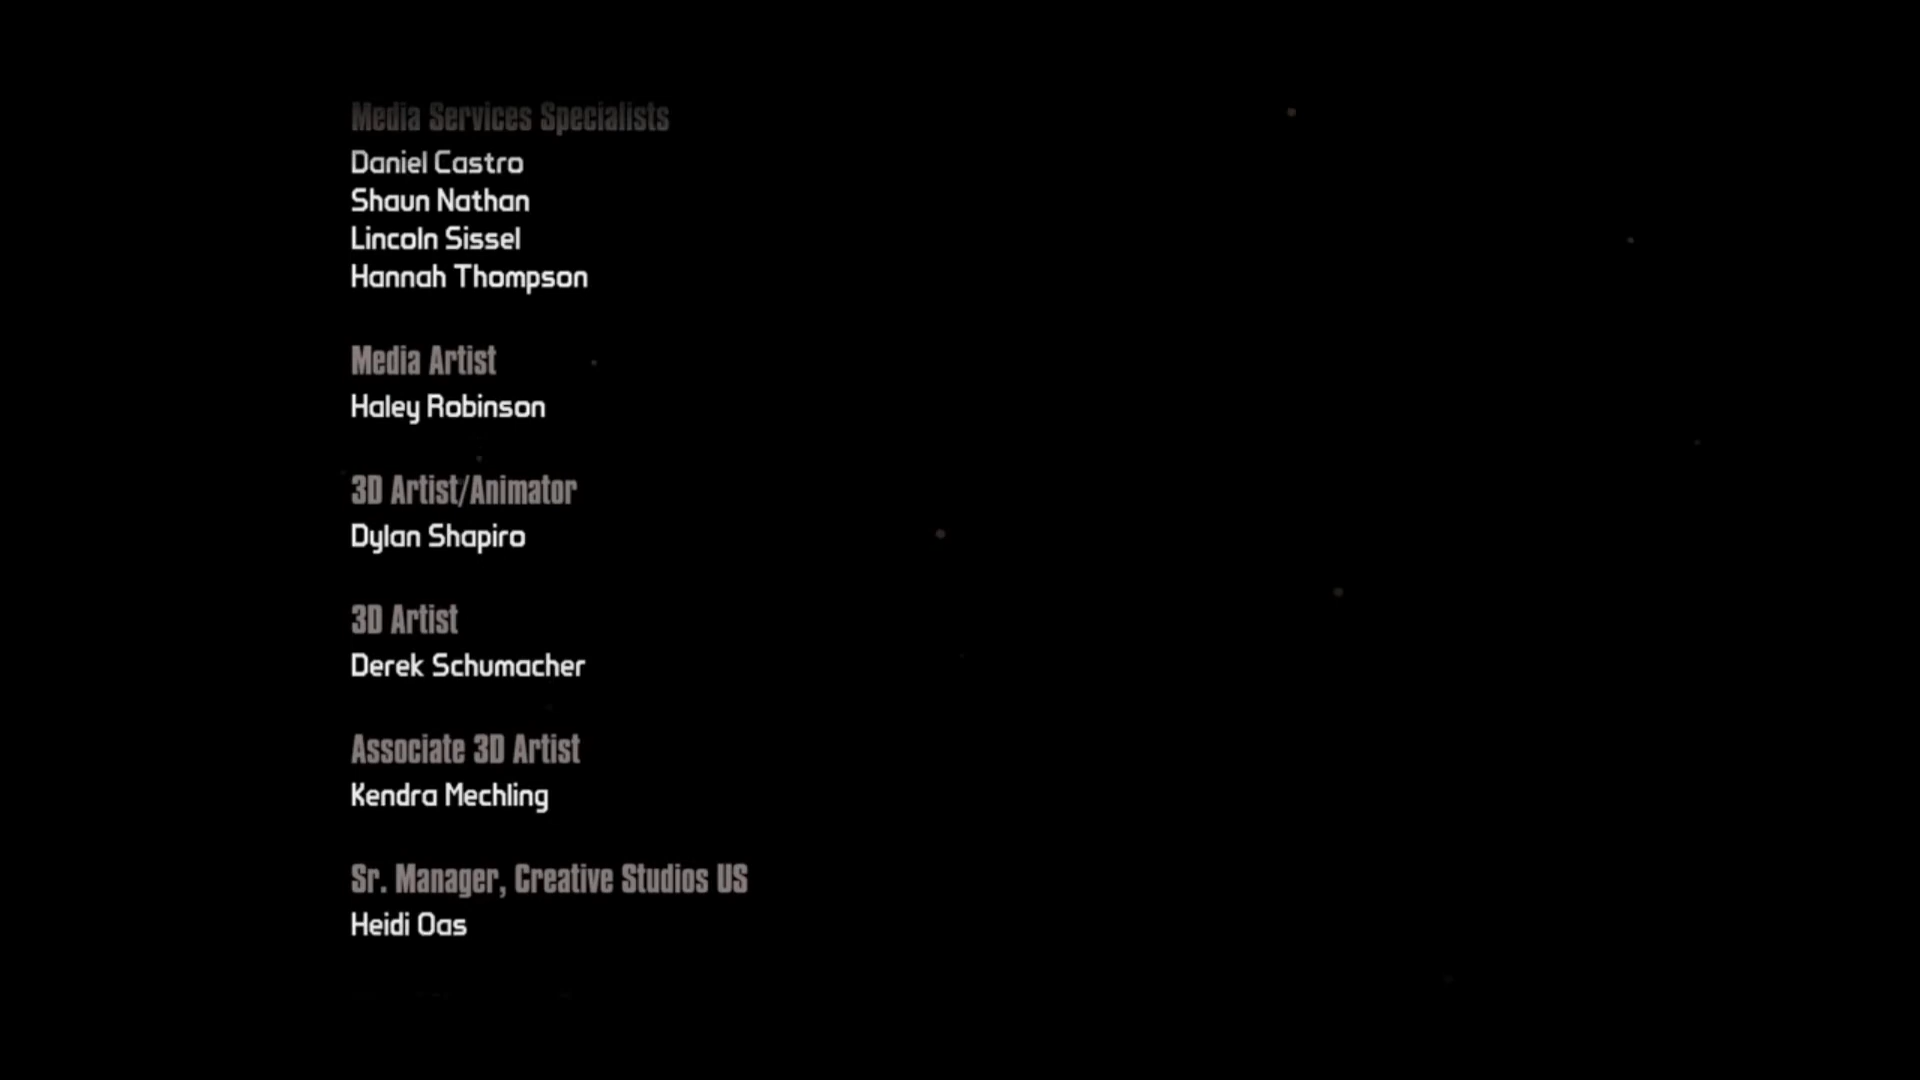 Media Services Specialists
Daniel Castro
Shaun Nathan
Lincoln Sissel
Hannah Thompson
Media Artist
Haley Robinson
3D Artist/Animator
Dylan Shapiro
3D Artist
Derek Schumacher
Associate 3D Artist
Kendra Mechling
Sr. Manager, Creative Studios US
Heidi Oas